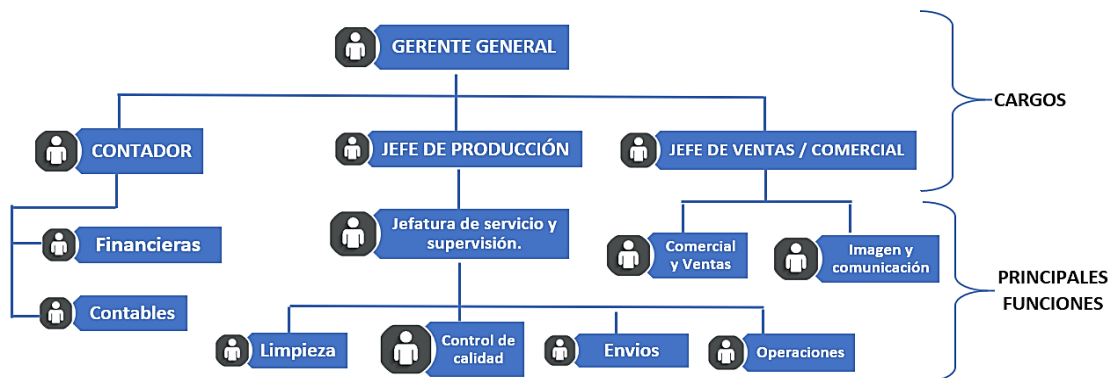 GERENTE GENERAL
CARGOS
CONTADOR
JEFE DE PRODUCCIÓN
JEFE DE VENTAS / COMERCIAL
Jefatura de servicio y
supervisión.
Financieras
Comercial
y Ventas
Imagen y
comunicación
PRINCIPALES
FUNCIONES
Contables
Limpieza
Control de
calidad
Envios
Operaciones